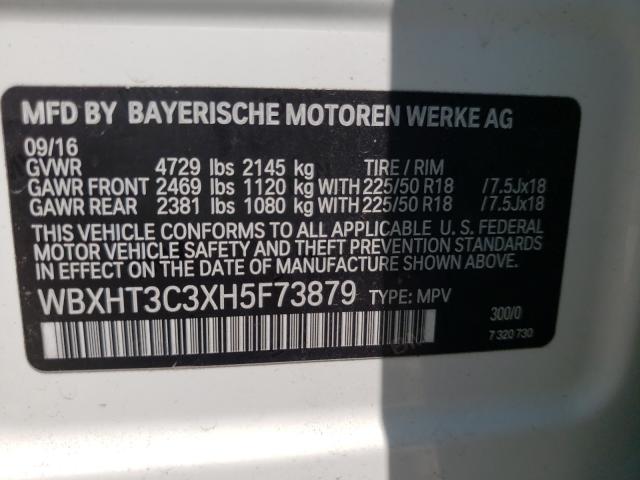 MFD BY BAYERISCHE MOTOREN WERKE AG
09/16
GVWR 4729 lbs 2145 kg TIRE / RIM
GAWR FRONT 2469 lbs 1120 kg WITH 225/50 R18 /7.5Jx18
GAWR REAR 2381 lbs 1080 kg WITH 225/50 R18 /7.5Jx18
THIS VEHICLE CONFORMS TO ALL APPLICABLE U. S. FEDERAL
MOTOR VEHICLE SAFETY AND THEFT PREVENTION STANDARDS
IN EFFECT ON THE DATE OF MANUFACTURE SHOWN ABOVE.
WBXHT3C3XH5F73879 TYPE: MPV
300/0
7 320 730